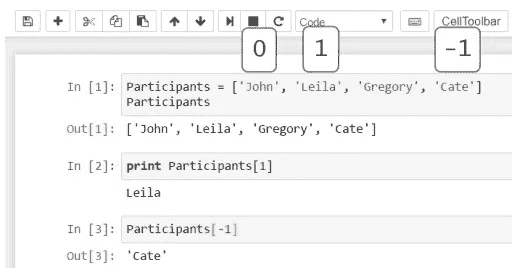 Code
CellToolbar
0 1 -1
In [1]: Participants = ['John', 'Leila', 'Gregory', 'Cate']
Participants
Out[1]: ['John', 'Leila', 'Gregory', 'Cate']
In [2]: print Participants[1]
Leila
In [3]: Participants[-1]
Out[3]: 'Cate'